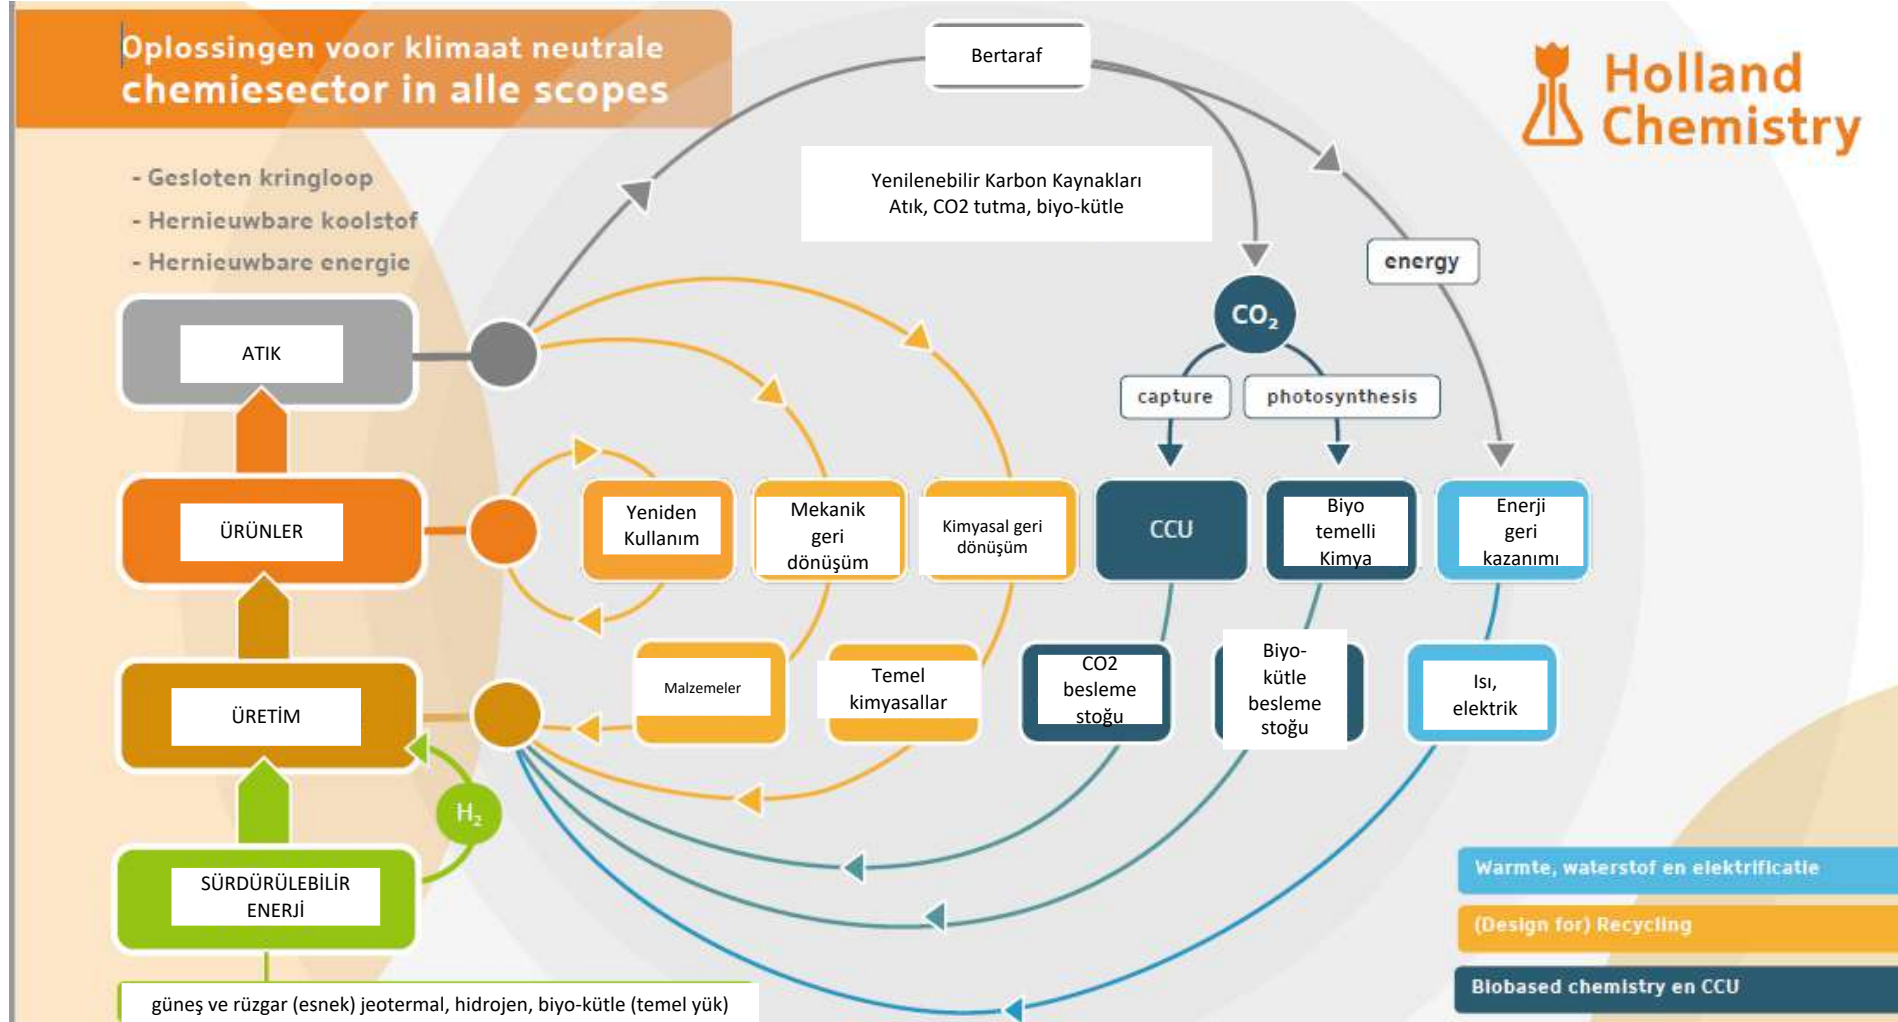 Oplossingen voor klimaat neutrale
chemiesector in alle scopes
- Gesloten kringloop
- Hernieuwbare koolstof
- Hernieuwbare energie
Holland
Chemistry
Bertaraf
Yenilenebilir Karbon Kaynakları
Atık, CO2 tutma, biyo-kütle
energy
CO₂
capture
photosynthesis
ATIK
ÜRÜNLER
Yeniden
Kullanım
Mekanik
geri
dönüşüm
Kimyasal geri
dönüşüm
CCU
Biyo
temelli
Kimya
Enerji
geri
kazanımı
ÜRETİM
Malzemeler
Temel
kimyasallar
CO2
besleme
stoğu
Biyo-
kütle
besleme
stoğu
Isı,
elektrik
H₂
SÜRDÜRÜLEBİLİR
ENERJİ
güneş ve rüzgar (esnek) jeotermal, hidrojen, biyo-kütle (temel yük)
Warmte, waterstof en elektrificatie
(Design for) Recycling
Biobased chemistry en CCU